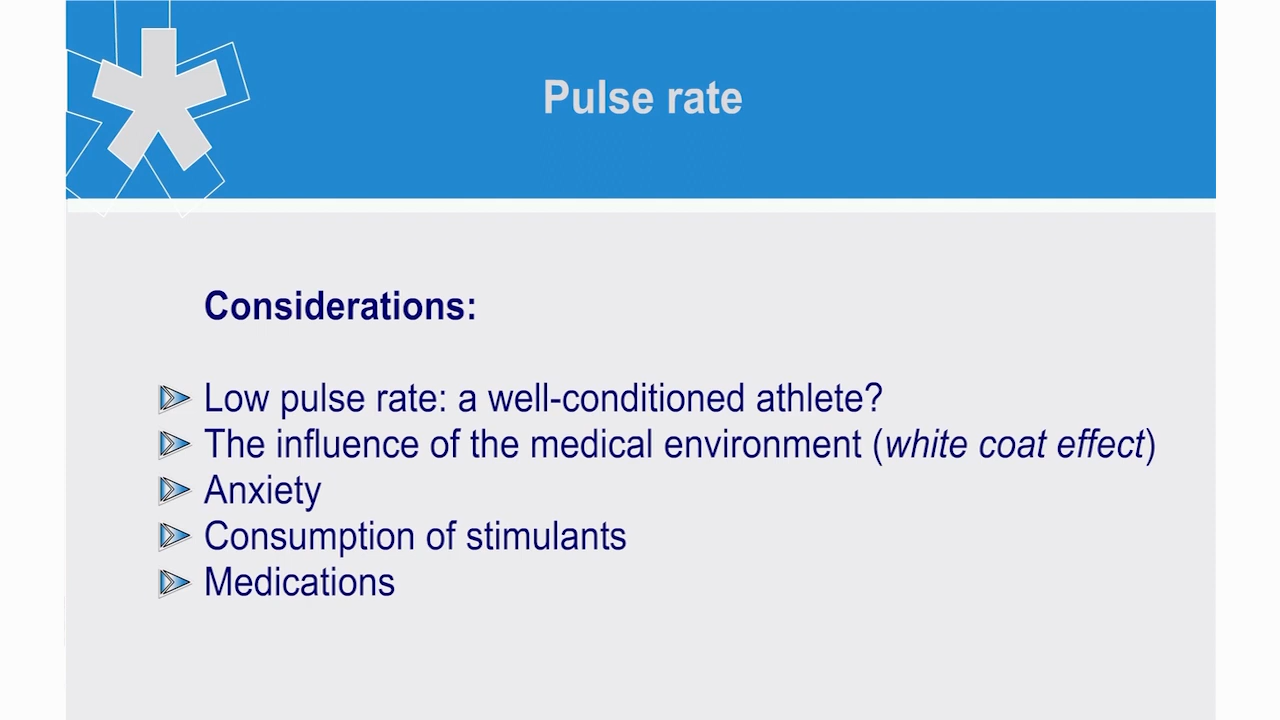 Pulse rate
Considerations:
Low pulse rate: a well-conditioned athlete?
The influence of the medical environment (white coat effect)
Anxiety
Consumption of stimulants
Medications